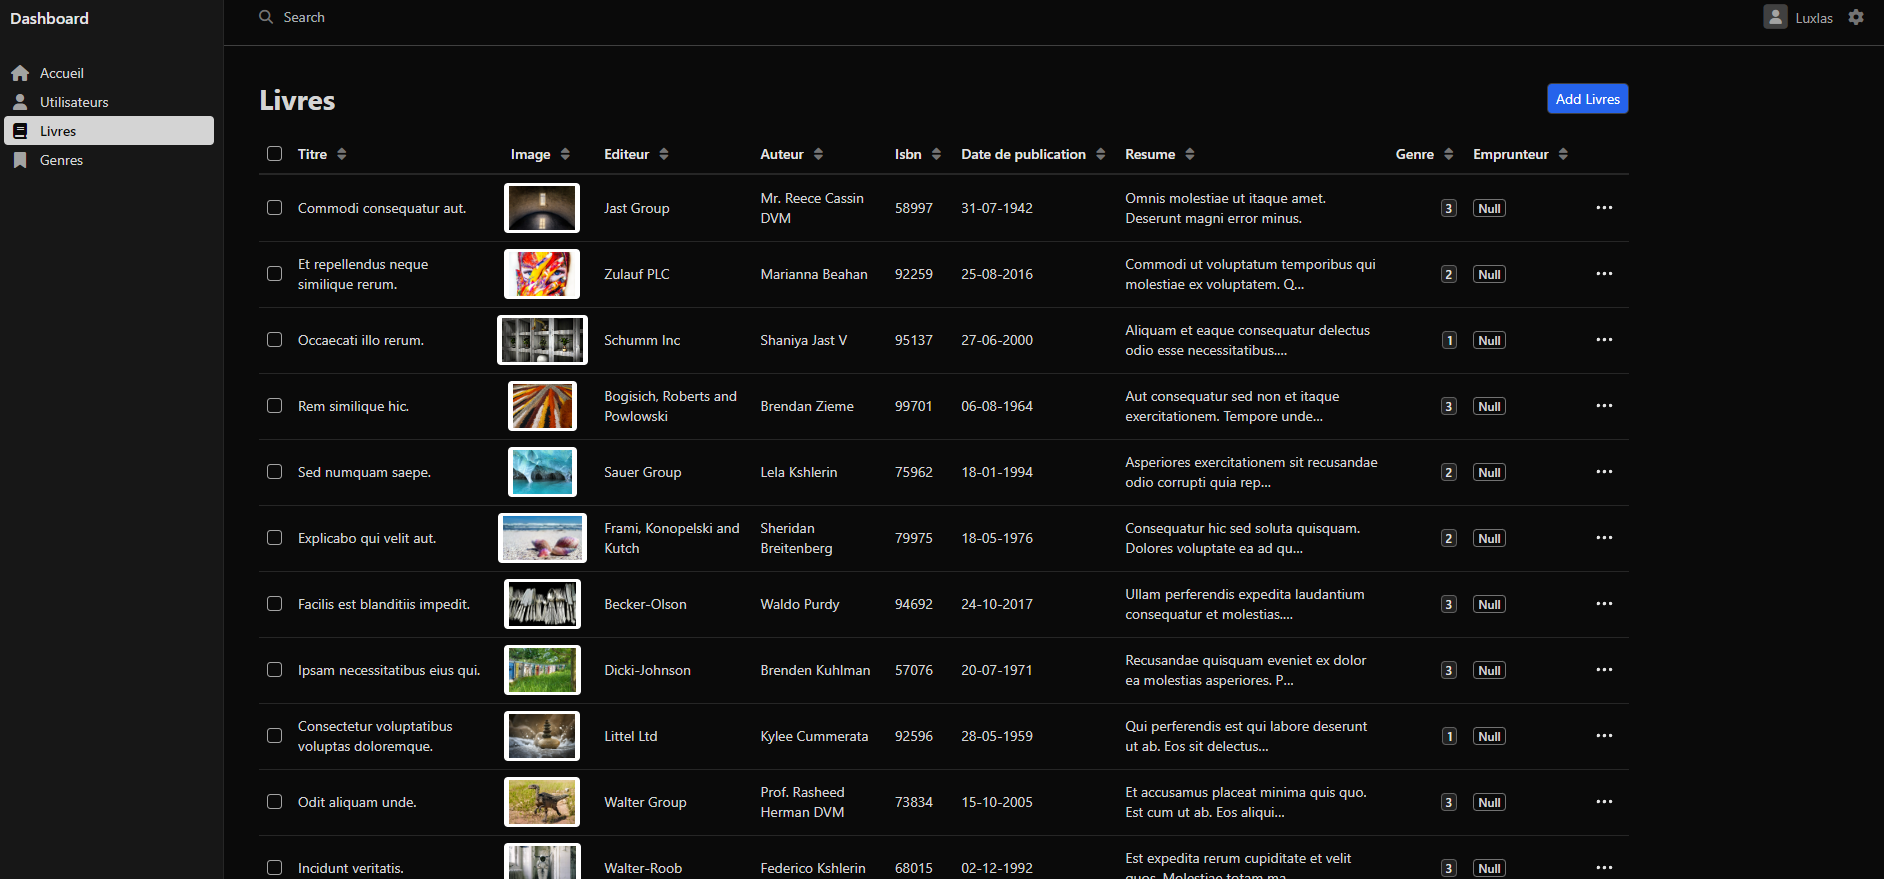 Dashboard
Search
Luxlas
Accueil
Utilisateurs
Livres
Genres
Livres
Add Livres
Titre Image Editeur Auteur Isbn Date de publication Resume Genre Emprunteur
Commodi consequatur aut. Jast Group Mr. Reece Cassin DVM 58997 31-07-1942 Omnis molestiae ut itaque amet. Deserunt magni error minus. 3 Null
Et repellendus neque similique rerum. Zulauf PLC Marianna Beahan 92259 25-08-2016 Commodi ut voluptatum temporibus qui molestiae ex voluptatem. Q... 2 Null
Occaecati illo rerum. Schumm Inc Shaniya Jast V 95137 27-06-2000 Aliquam et eaque consequatur delectus odio esse necessitatibus.... 1 Null
Rem similique hic. Bogisich, Roberts and Powlowski Brendan Zieme 99701 06-08-1964 Aut consequatur sed non et itaque exercitationem. Tempore unde... 3 Null
Sed numquam saepe. Sauer Group Lela Kshlerin 75962 18-01-1994 Asperiores exercitationem sit recusandae odio corrupti quia rep... 2 Null
Explicabo qui velit aut. Frami, Konopelski and Kutch Sheridan Breitenberg 79975 18-05-1976 Consequatur hic sed soluta quisquam. Dolores voluptate ea ad qu... 2 Null
Facilis est blanditiis impedit. Becker-Olson Waldo Purdy 94692 24-10-2017 Ullam perferendis expedita laudantium consequatur et molestias.... 3 Null
Ipsam necessitatibus eius qui. Dicki-Johnson Brenden Kuhlman 57076 20-07-1971 Recusandae quisquam eveniet ex dolor ea molestias asperiores. P... 3 Null
Consectetur voluptatibus voluptas doloremque. Littel Ltd Kylee Cummerata 92596 28-05-1959 Qui perferendis est qui labore deserunt ut ab. Eos sit delectus... 1 Null
Odit aliquam unde. Walter Group Prof. Rasheed Herman DVM 73834 15-10-2005 Et accusamus placeat minima quis quo. Est cum ut ab. Eos aliqui... 3 Null
Incidunt veritatis. Walter-Roob Federico Kshlerin 68015 02-12-1992 Est expedita rerum cupiditate et velit quos. Molestiae totam ma... 3 Null